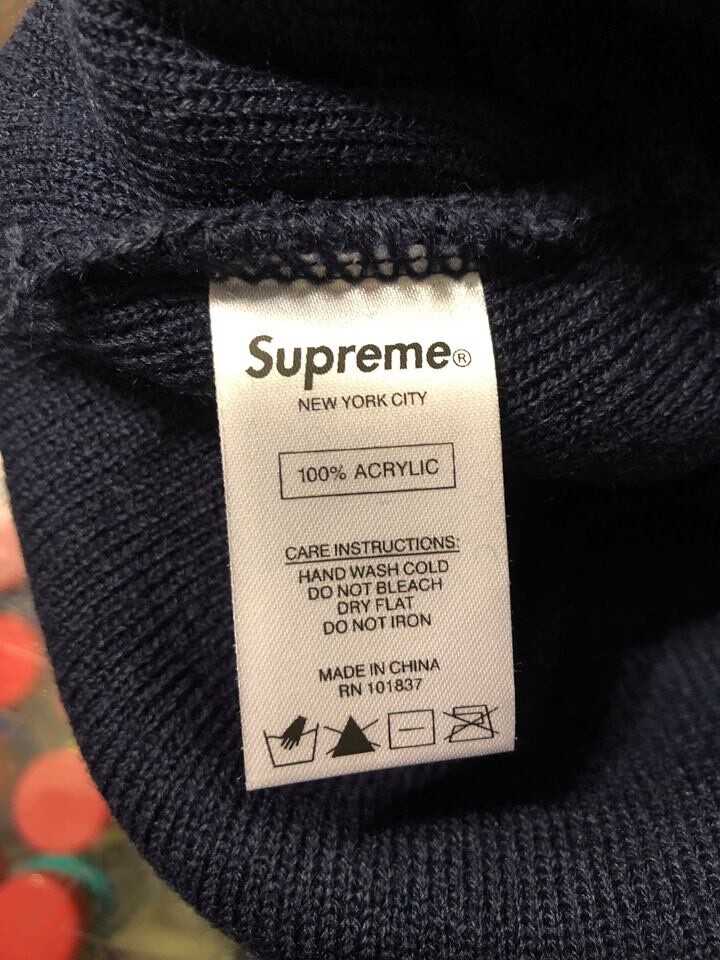 Supreme®
NEW YORK CITY
100% ACRYLIC
CARE INSTRUCTIONS:
HAND WASH COLD
DO NOT BLEACH
DRY FLAT
DO NOT IRON
MADE IN CHINA
RN 101837